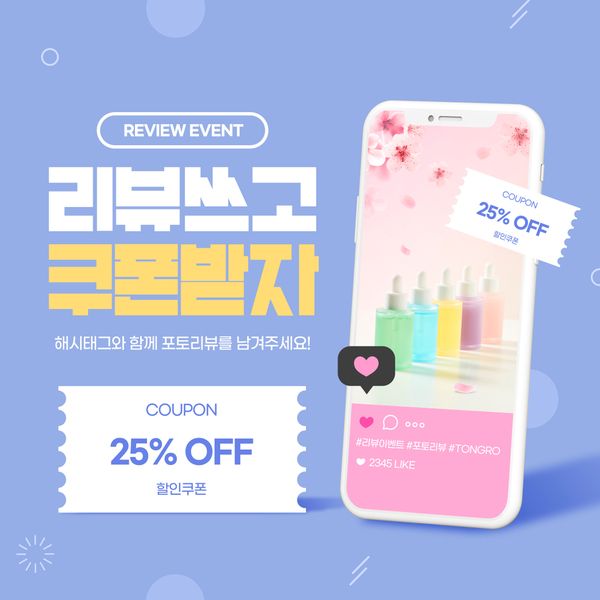 REVIEW EVENT
리뷰쓰고
쿠폰받자
해시태그와 함께 포토리뷰를 남겨주세요!
COUPON
25% OFF
할인쿠폰
COUPON
25% OFF
할인쿠폰
#리뷰이벤트 #포토리뷰 #TONGRO
2345 LIKE